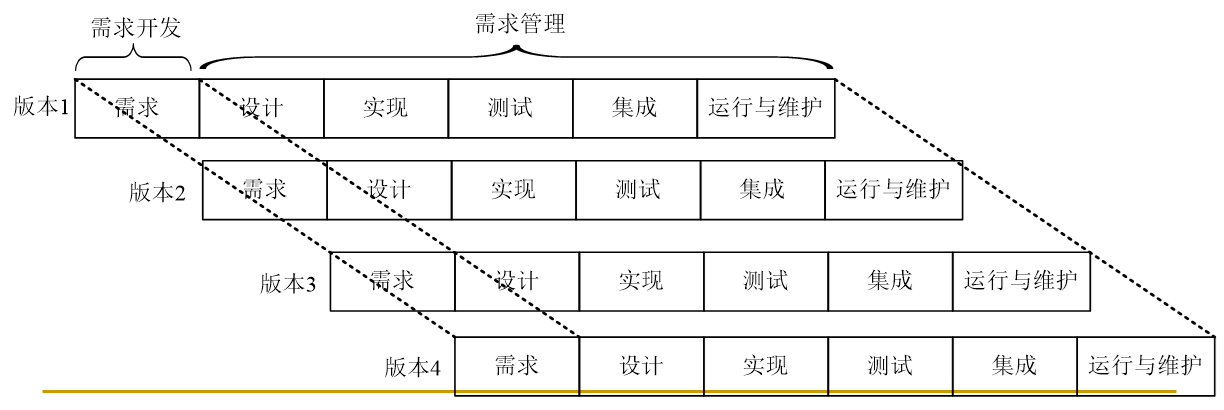 需求开发
需求管理
版本1 需求 设计 实现 测试 集成 运行与维护
版本2 需求 设计 实现 测试 集成 运行与维护
版本3 需求 设计 实现 测试 集成 运行与维护
版本4 需求 设计 实现 测试 集成 运行与维护